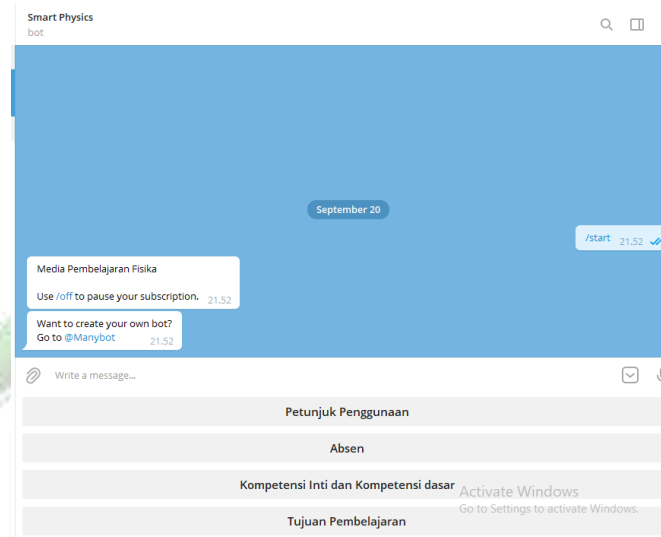 Smart Physics
bot
September 20
/start 21.52
Media Pembelajaran Fisika
Use /off to pause your subscription. 21.52
Want to create your own bot?
Go to @Manybot 21.52
Write a message...
Petunjuk Penggunaan
Absen
Kompetensi Inti dan Kompetensi dasar
Activate Windows
Go to Settings to activate Windows.
Tujuan Pembelajaran